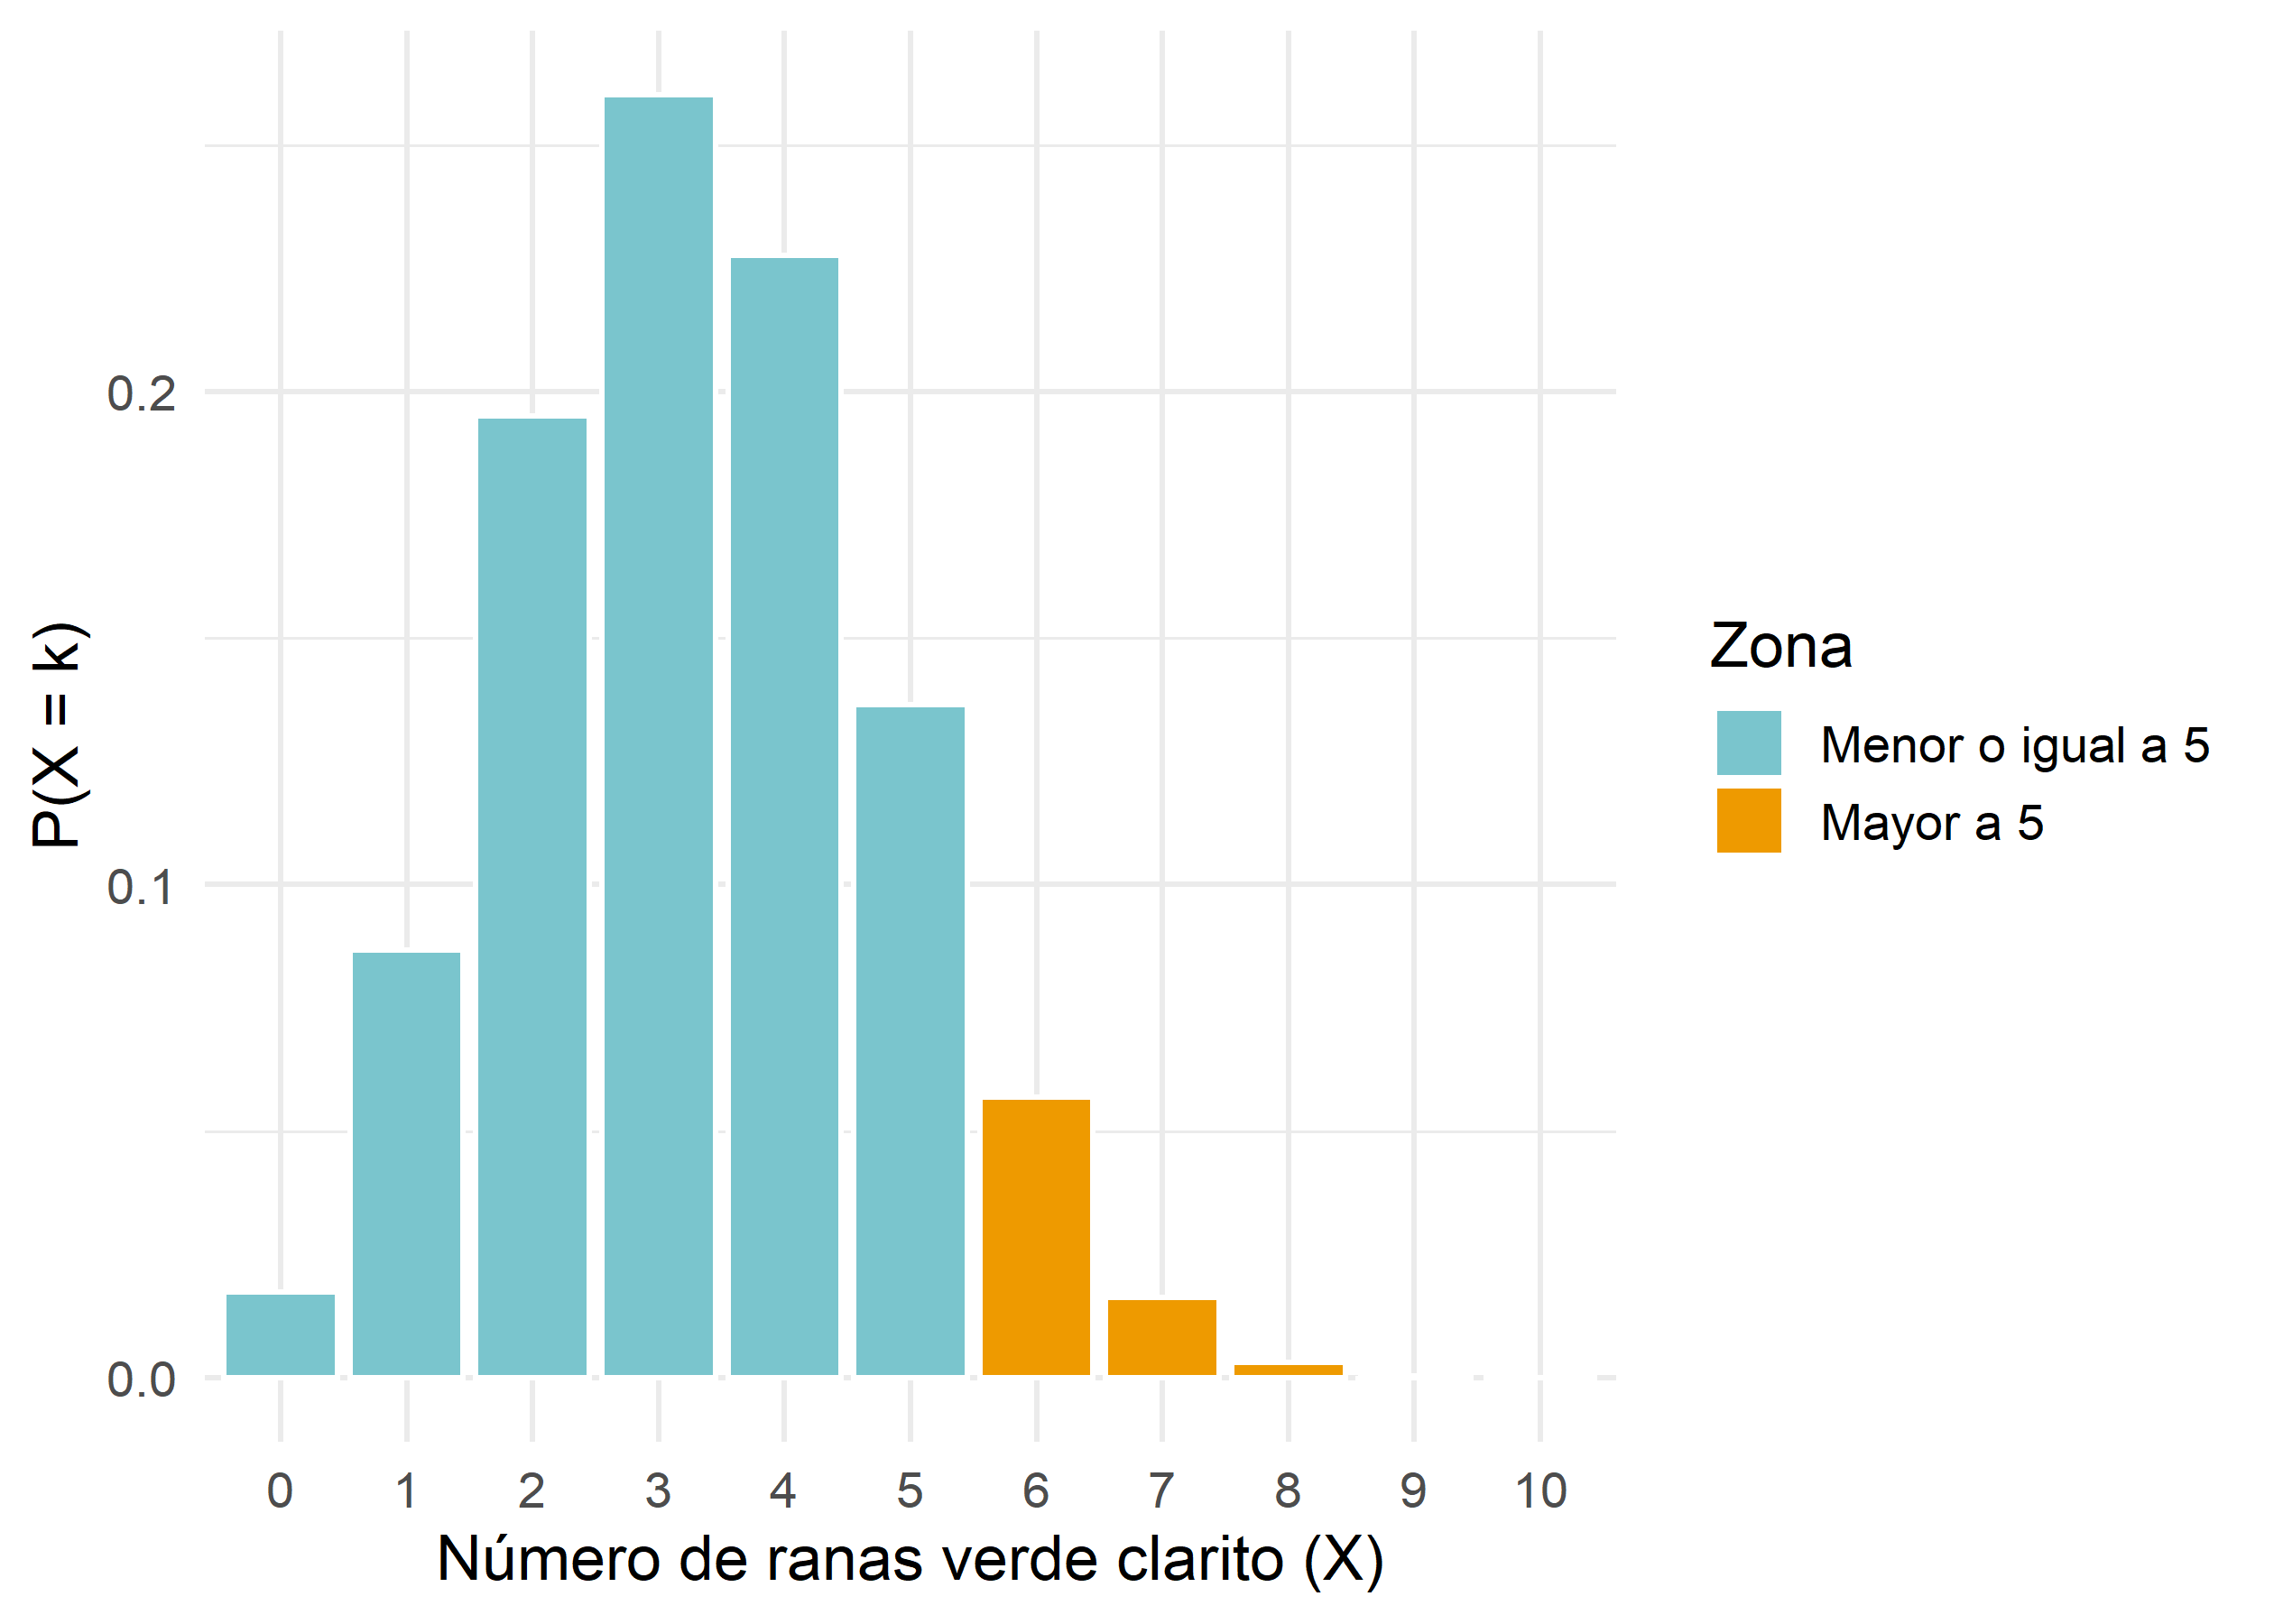 P(X = k)
0.2
0.1
0.0
0 1 2 3 4 5 6 7 8 9 10
Número de ranas verde clarito (X)
Zona
Menor o igual a 5
Mayor a 5